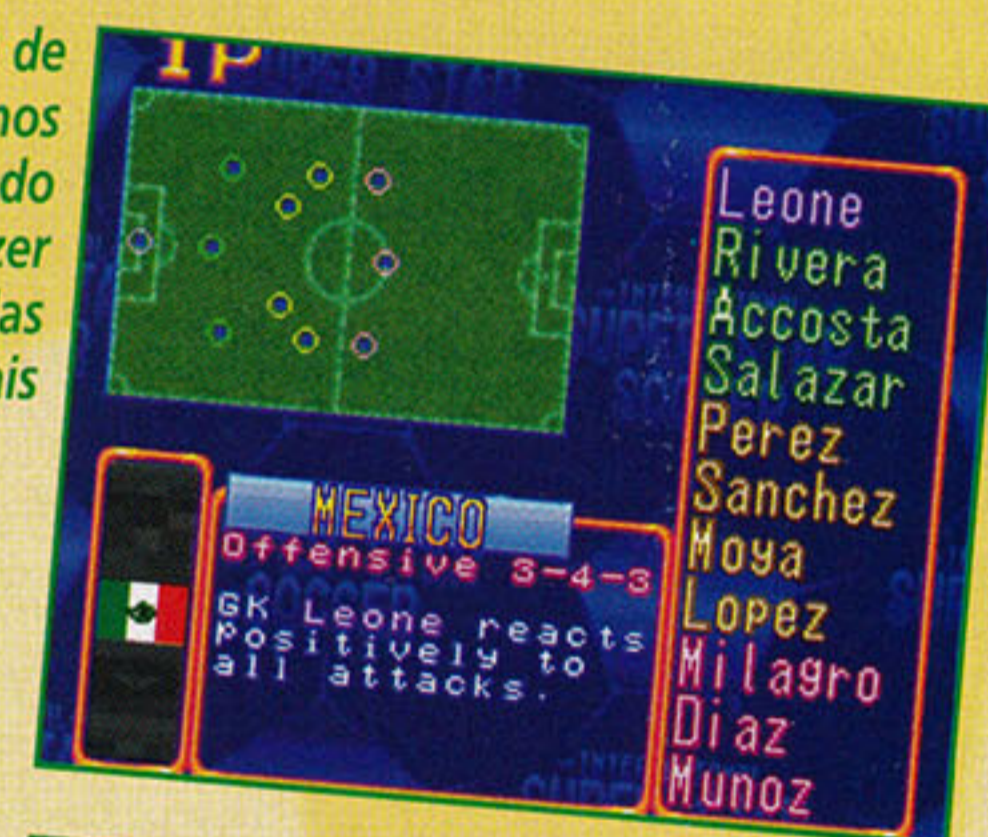 de
nos
do
zer
as
ais
1P
Leone
Rivera
Accosta
Salazar
Perez
Sanchez
Moya
Lopez
Milagro
Diaz
Munoz
MEXICO
Offensive 3-4-3
GK Leone reacts
positively to
all attacks.